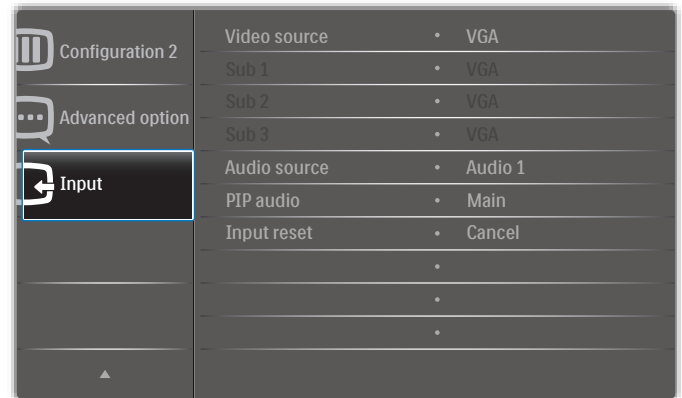 Configuration 2
Advanced option
Input
Video source • VGA
Sub 1 • VGA
Sub 2 • VGA
Sub 3 • VGA
Audio source • Audio 1
PIP audio • Main
Input reset • Cancel
•
•
•